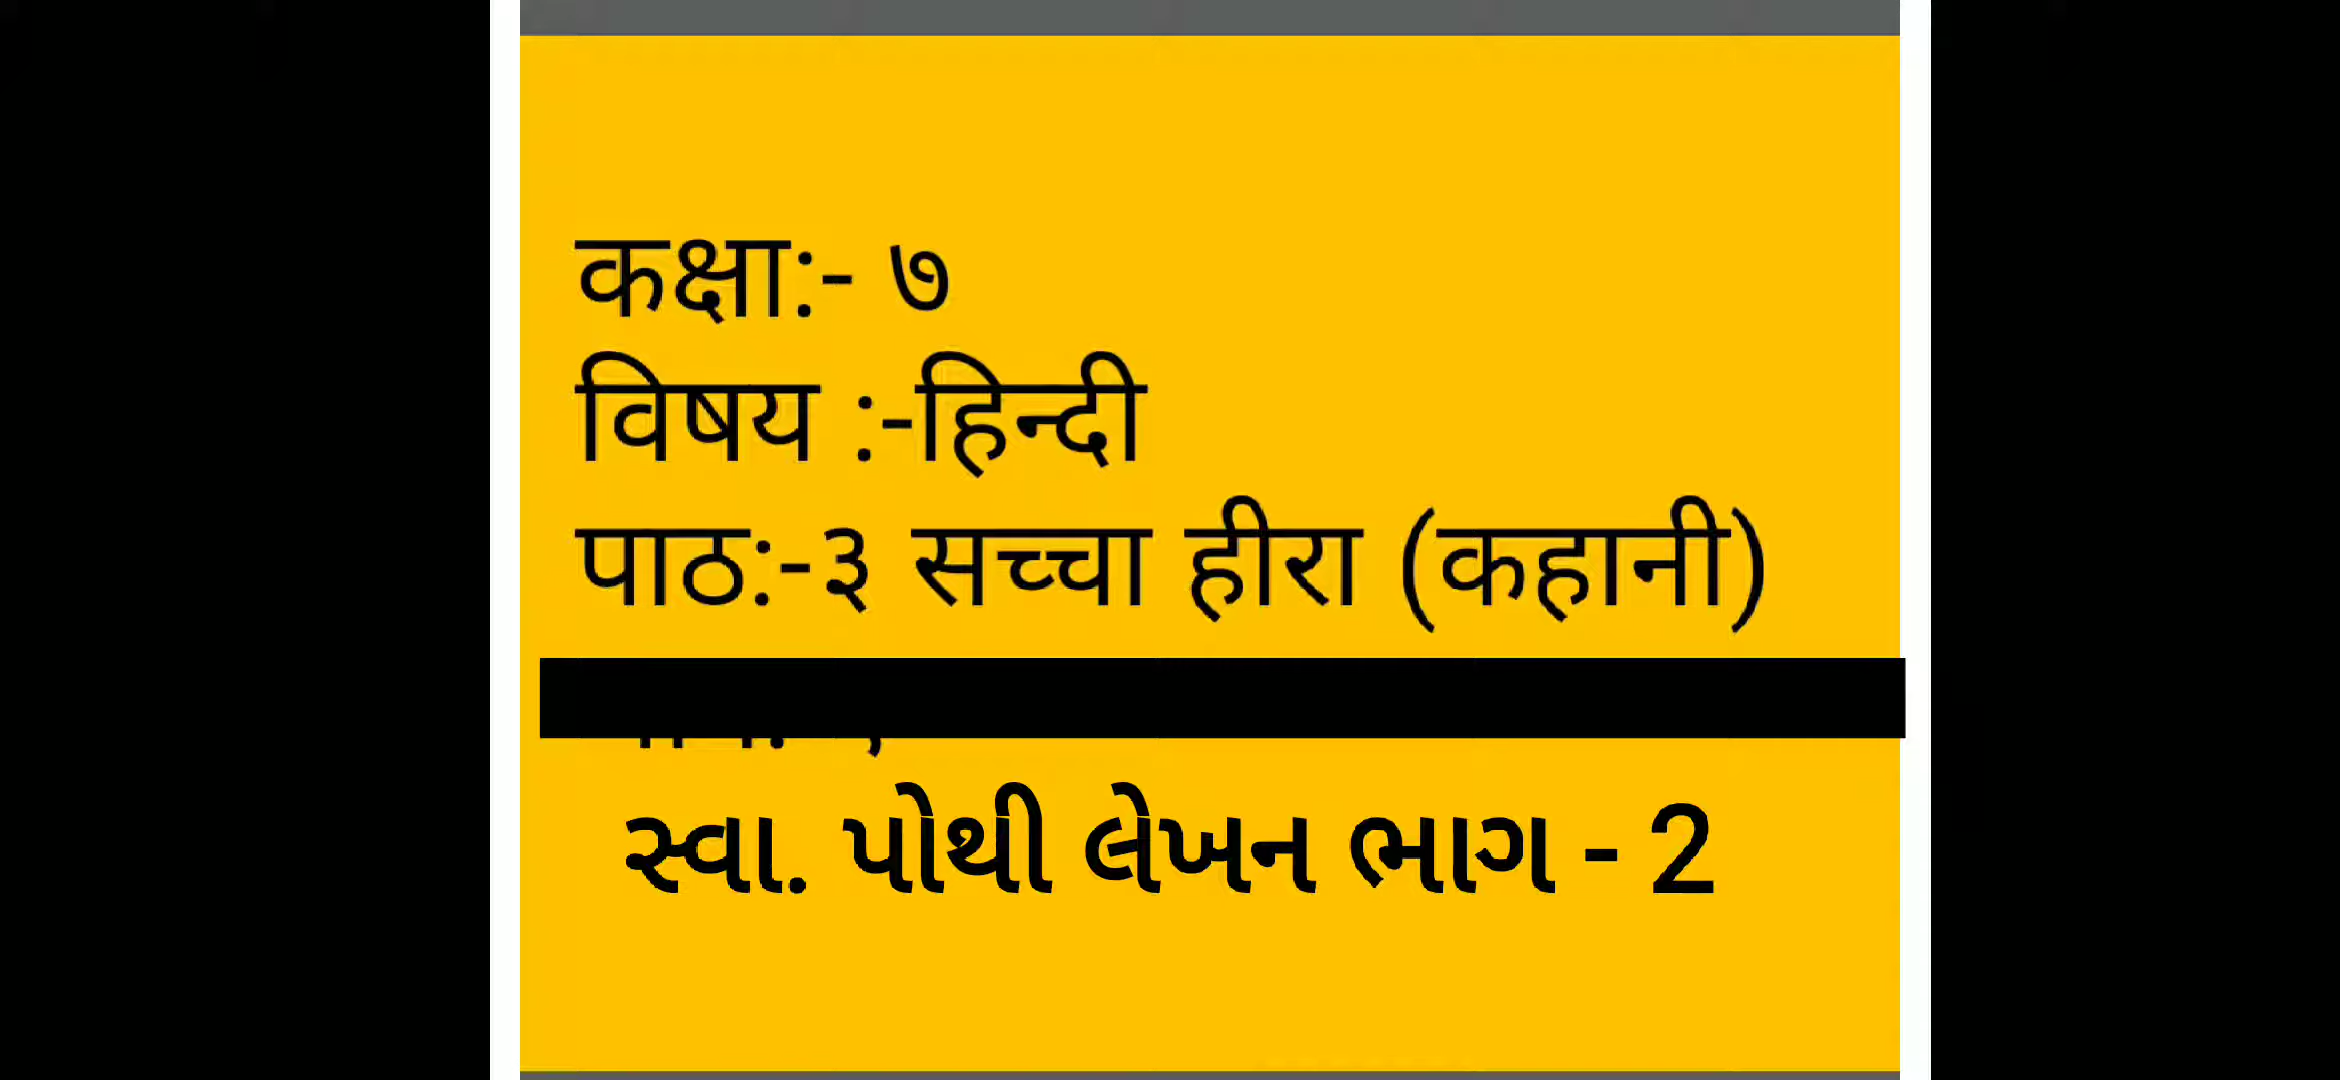 कक्षा:- ७
विषय :-हिन्दी
पाठ:-३ सच्चा हीरा (कहानी)
સ્વા. પોથી લેખન ભાગ - 2